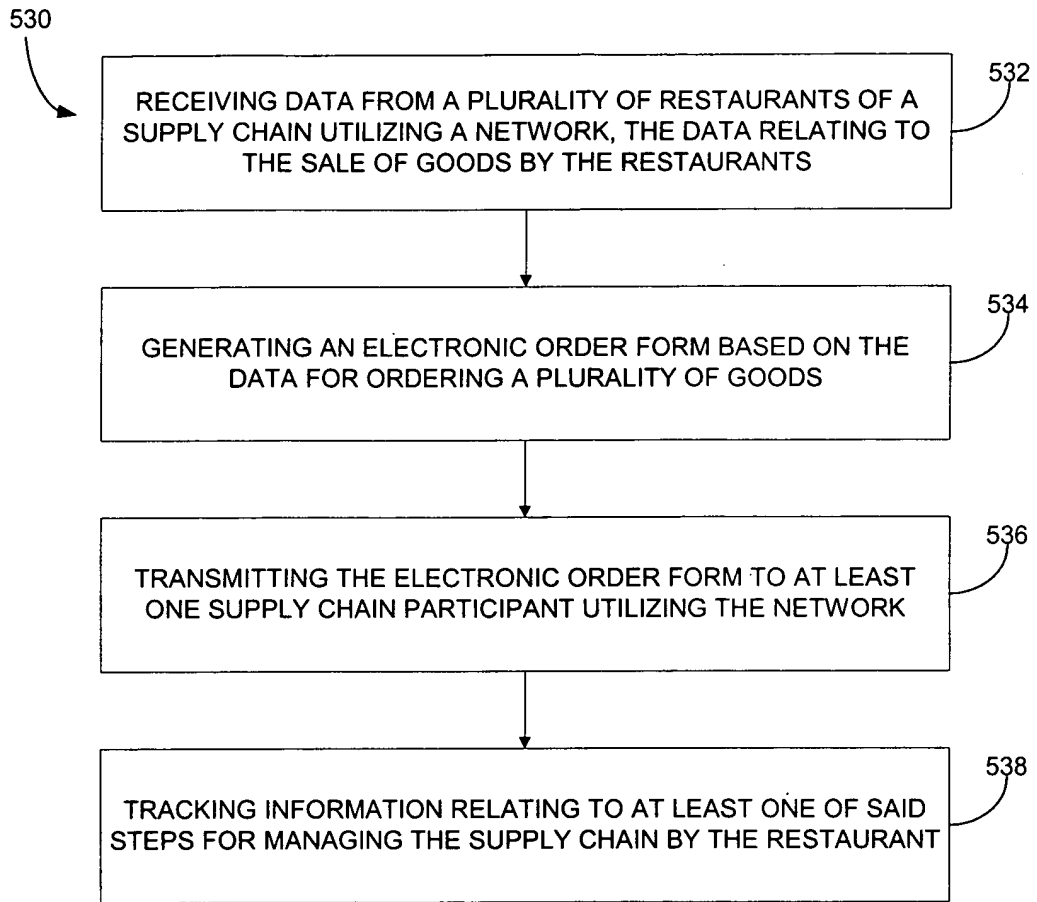 530
532
RECEIVING DATA FROM A PLURALITY OF RESTAURANTS OF A
SUPPLY CHAIN UTILIZING A NETWORK, THE DATA RELATING TO
THE SALE OF GOODS BY THE RESTAURANTS
534
GENERATING AN ELECTRONIC ORDER FORM BASED ON THE
DATA FOR ORDERING A PLURALITY OF GOODS
536
TRANSMITTING THE ELECTRONIC ORDER FORM TO AT LEAST
ONE SUPPLY CHAIN PARTICIPANT UTILIZING THE NETWORK
538
TRACKING INFORMATION RELATING TO AT LEAST ONE OF SAID
STEPS FOR MANAGING THE SUPPLY CHAIN BY THE RESTAURANT